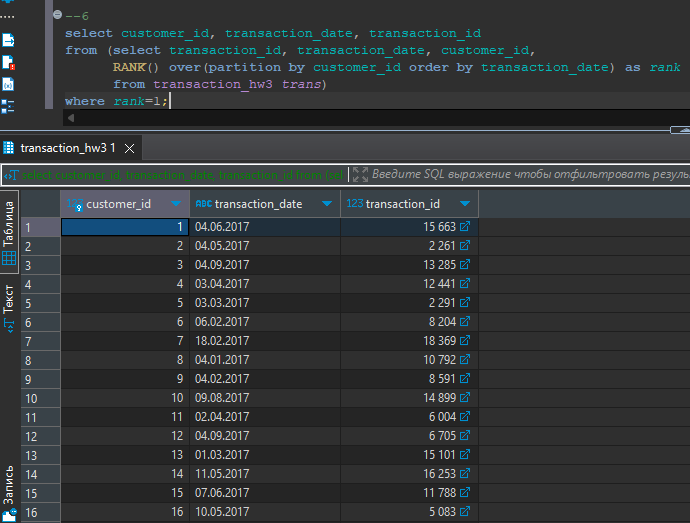 --6
select customer_id, transaction_date, transaction_id
from (select transaction_id, transaction_date, customer_id,
RANK() over(partition by customer_id order by transaction_date) as rank
from transaction_hw3 trans)
where rank=1;
transaction_hw3 1
select customer_id, transaction_date, transaction_id from (sel
Введите SQL выражение чтобы отфильтровать резуль
Таблица
Текст
Запись
123 customer_id ABC transaction_date 123 transaction_id
1 1 04.06.2017 15 663
2 2 04.05.2017 2 261
3 3 04.09.2017 13 285
4 4 03.04.2017 12 441
5 5 03.03.2017 2 291
6 6 06.02.2017 8 204
7 7 18.02.2017 18 369
8 8 04.01.2017 10 792
9 9 04.02.2017 8 591
10 10 09.08.2017 14 899
11 11 02.04.2017 6 004
12 12 04.09.2017 6 705
13 13 01.03.2017 15 101
14 14 11.05.2017 16 253
15 15 07.06.2017 11 788
16 16 10.05.2017 5 083